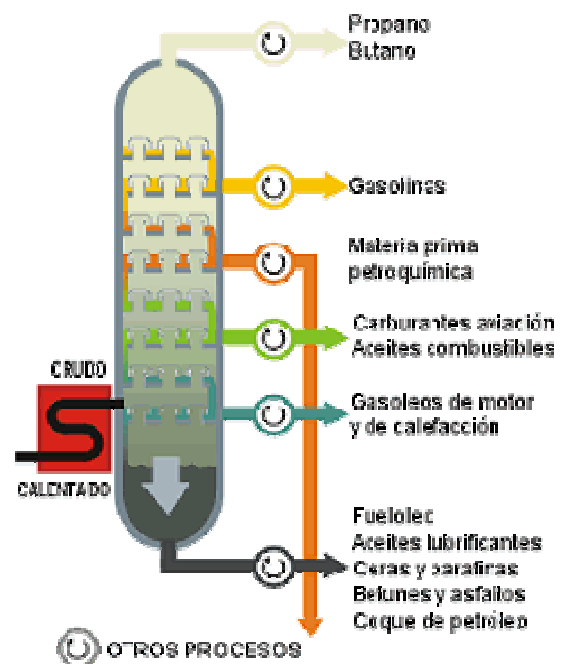 Propano
Butano
Gasolinas
Materia prima
petroquímica
Carburantes aviación
Aceites combustibles
CRUDO
Gasoleos de motor
y de calefacción
CALENTADO
Fueloleo
Aceites lubrificantes
Ceras y parafinas
Betunes y asfaltos
Coque de petróleo
OTROS PROCESOS